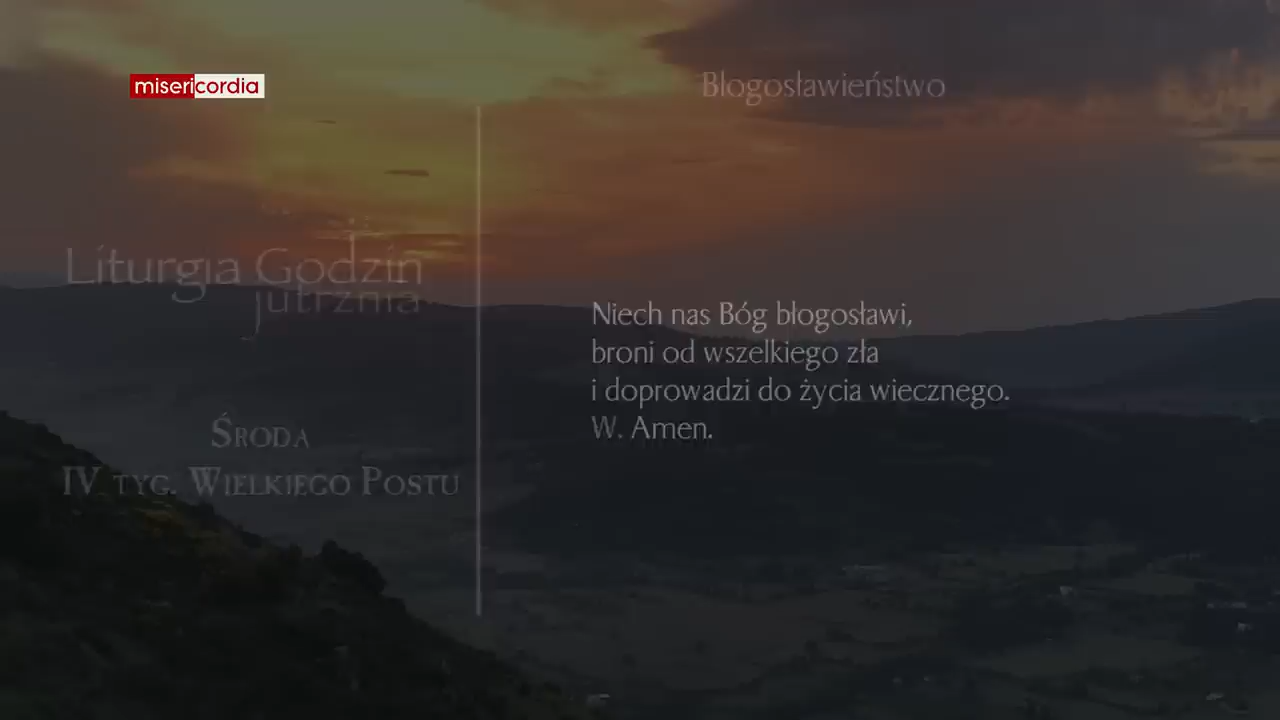 misericordia
Błogosławieństwo
Liturgia Godzin
jutrznia
Środa
IV tyg. Wielkiego Postu
Niech nas Bóg błogosławi,
broni od wszelkiego zła
i doprowadzi do życia wiecznego.
W. Amen.